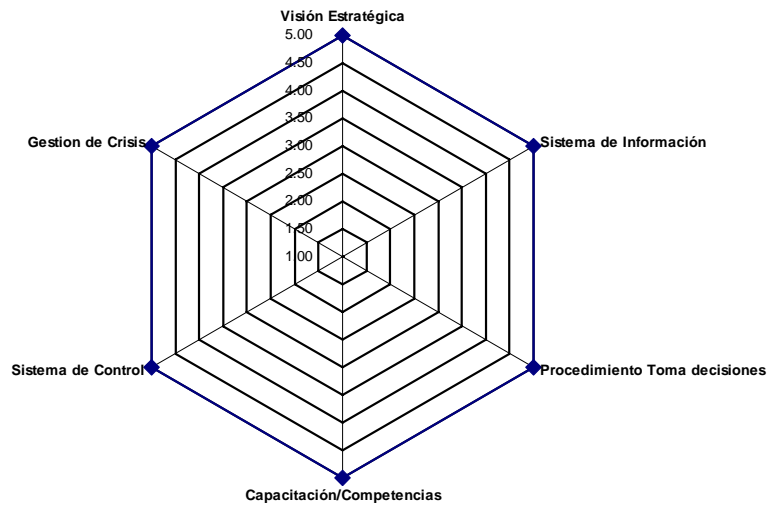 Visión Estratégica
5.00
4.50
4.00
3.50
3.00
2.50
2.00
1.50
1.00
Gestion de Crisis
Sistema de Información
Sistema de Control
Procedimiento Toma decisiones
Capacitación/Competencias